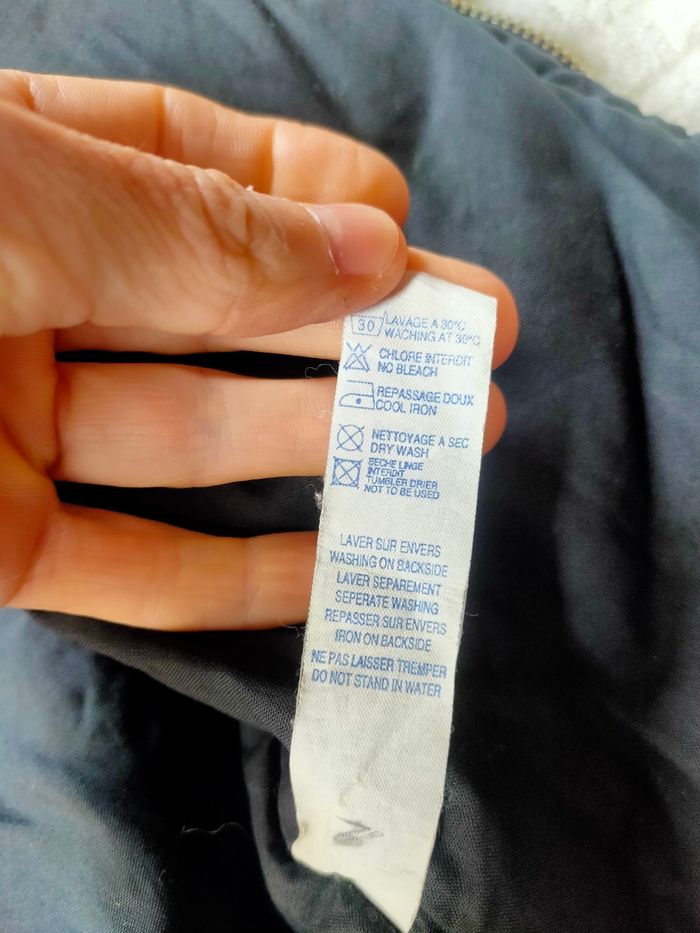 30 LAVAGE A 30°C
WACHING AT 30°C
CHLORE INTERDIT
NO BLEACH
REPASSAGE DOUX
COOL IRON
NETTOYAGE A SEC
DRY WASH
SECHE LINGE
INTERDIT
TUMBLER DRIER
NOT TO BE USED
LAVER SUR ENVERS
WASHING ON BACKSIDE
LAVER SEPAREMENT
SEPERATE WASHING
REPASSER SUR ENVERS
IRON ON BACKSIDE
NE PAS LAISSER TREMPER
DO NOT STAND IN WATER